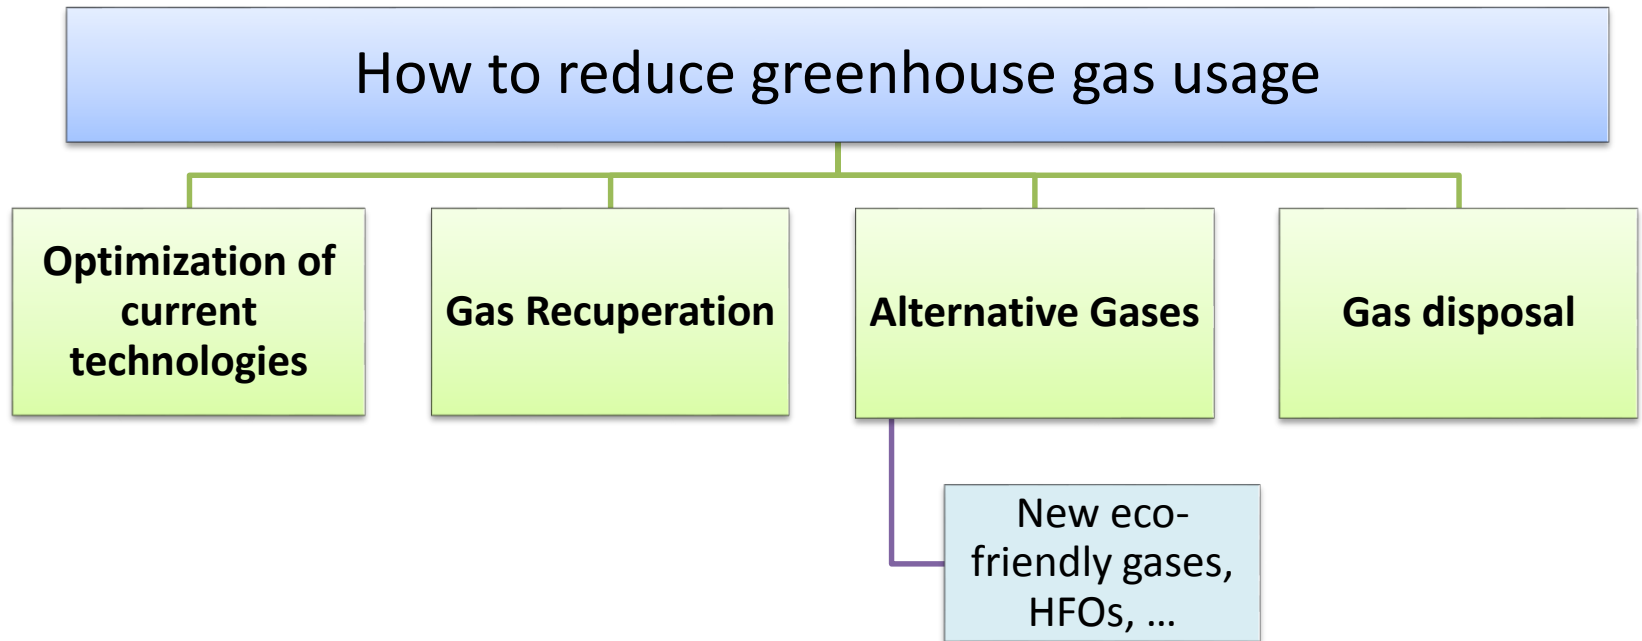 How to reduce greenhouse gas usage
Optimization of
current
technologies
Gas Recuperation
Alternative Gases
Gas disposal
New eco-
friendly gases,
HFOs, ...